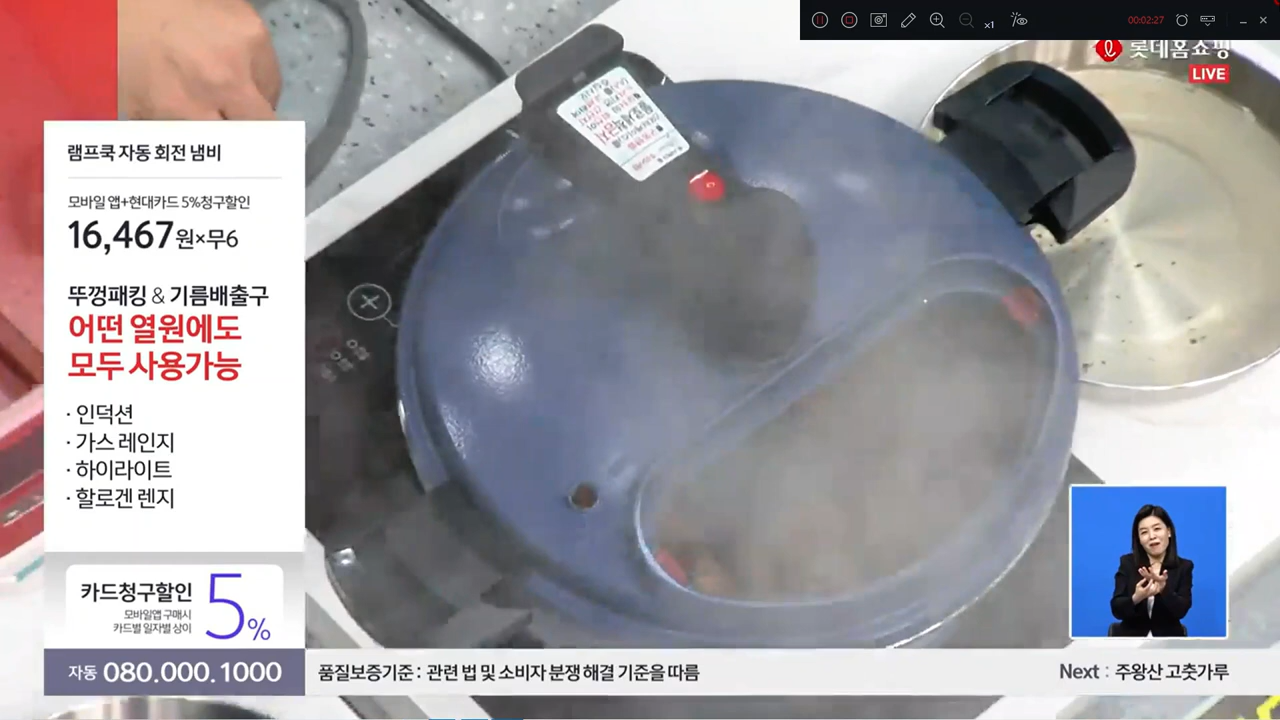 x1
00:02:27
롯데홈쇼핑
LIVE
램프쿡 자동 회전 냄비
모바일 앱+현대카드 5%청구할인
16,467원×무6
뚜껑패킹 & 기름배출구
어떤 열원에도
모두 사용가능
· 인덕션
· 가스 레인지
· 하이라이트
· 할로겐 렌지
카드청구할인 5%
모바일앱 구매시
카드별 일자별 상이
자동 080.000.1000
품질보증기준 : 관련 법 및 소비자 분쟁 해결 기준을 따름
Next : 주왕산 고춧가루